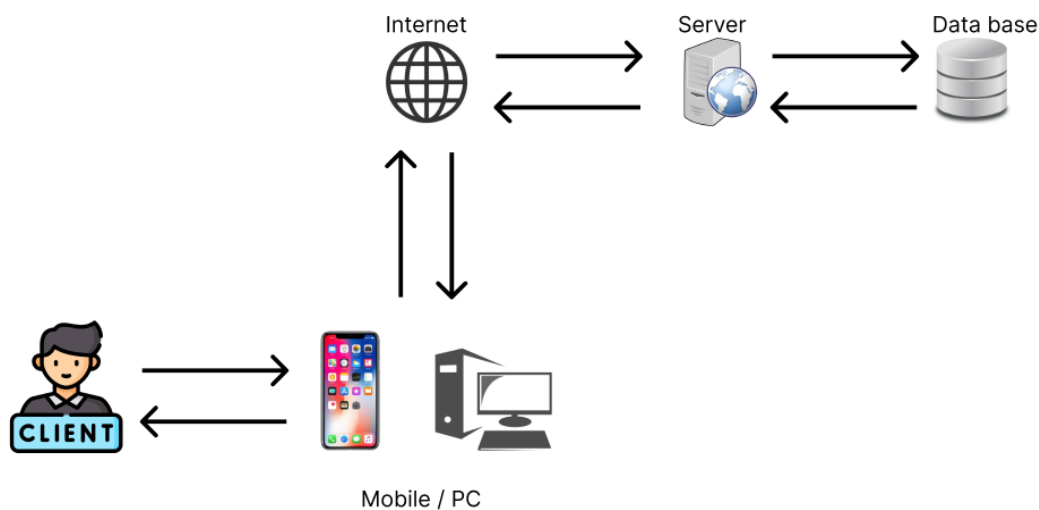 Internet
Server
Data base
CLIENT
Mobile / PC